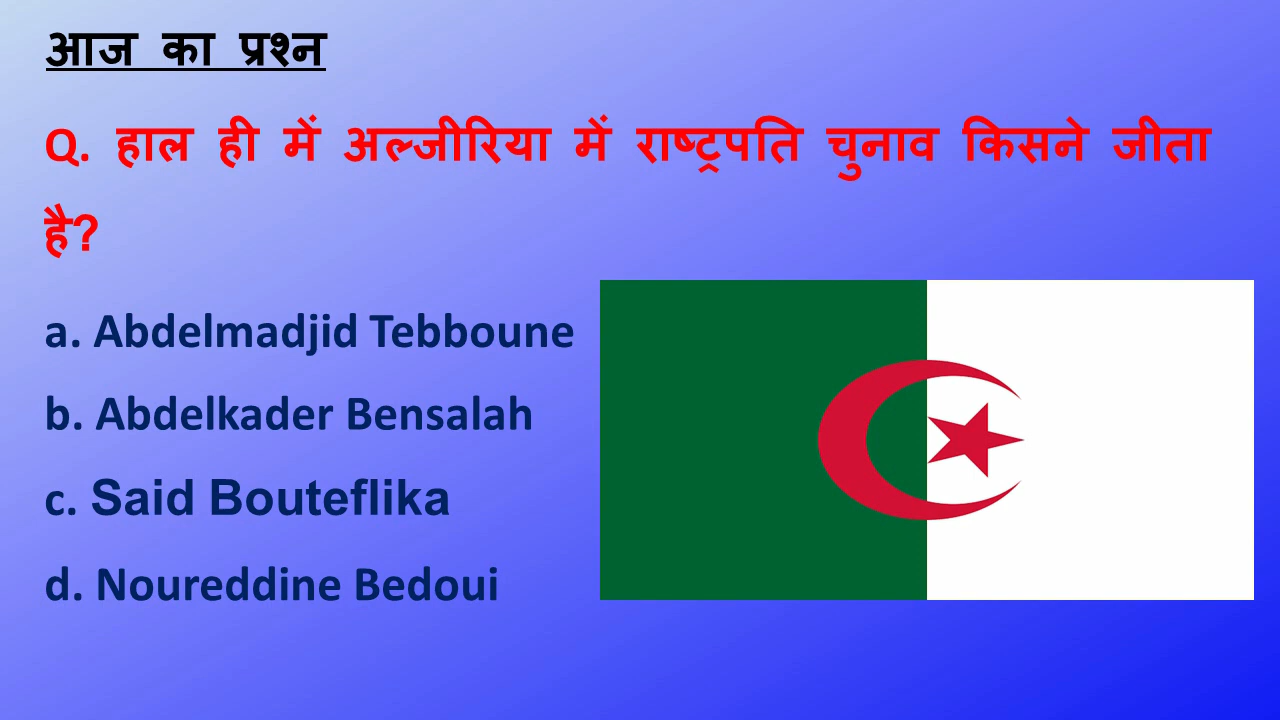 आज का प्रश्न
Q. हाल ही में अल्जीरिया में राष्ट्रपति चुनाव किसने जीता
है?
a. Abdelmadjid Tebboune
b. Abdelkader Bensalah
c. Said Bouteflika
d. Noureddine Bedoui